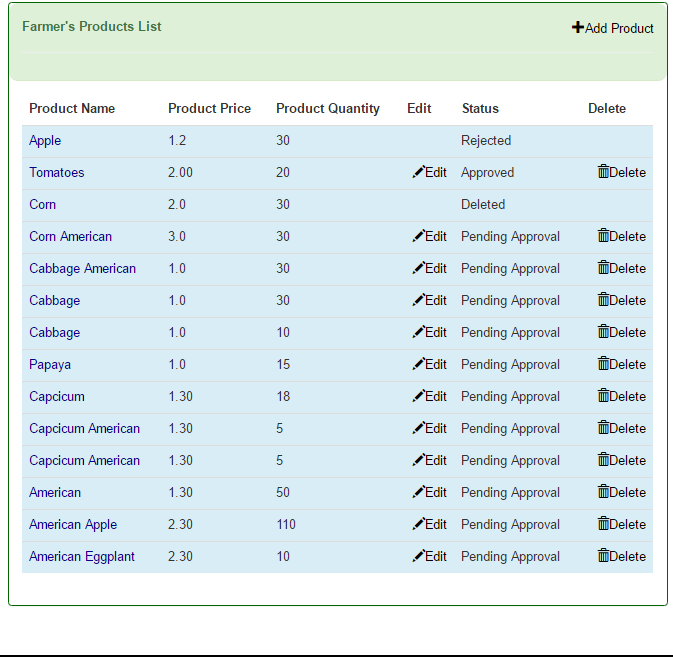 Farmer's Products List Add Product
Product Name Product Price Product Quantity Edit Status Delete
Apple 1.2 30 Rejected
Tomatoes 2.00 20 Edit Approved Delete
Corn 2.0 30 Deleted
Corn American 3.0 30 Edit Pending Approval Delete
Cabbage American 1.0 30 Edit Pending Approval Delete
Cabbage 1.0 30 Edit Pending Approval Delete
Cabbage 1.0 10 Edit Pending Approval Delete
Papaya 1.0 15 Edit Pending Approval Delete
Capcicum 1.30 18 Edit Pending Approval Delete
Capcicum American 1.30 5 Edit Pending Approval Delete
Capcicum American 1.30 5 Edit Pending Approval Delete
American 1.30 50 Edit Pending Approval Delete
American Apple 2.30 110 Edit Pending Approval Delete
American Eggplant 2.30 10 Edit Pending Approval Delete